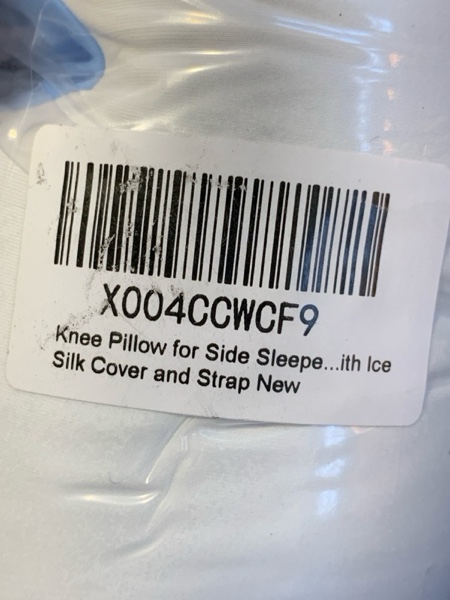 X004CCWCF9
Knee Pillow for Side Sleepe...ith Ice
Silk Cover and Strap New